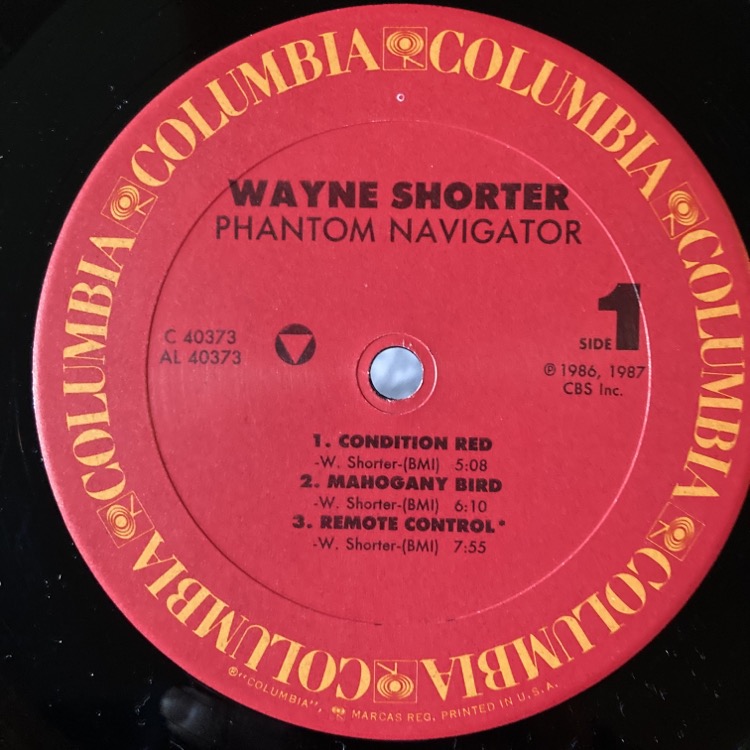 COLUMBIA COLUMBIA COLUMBIA COLUMBIA COLUMBIA COLUMBIA COLUMBIA COLUMBIA
WAYNE SHORTER
PHANTOM NAVIGATOR
C 40373
AL 40373
SIDE 1
℗ 1986, 1987
CBS Inc.
1. CONDITION RED
-W. Shorter-(BMI) 5:08
2. MAHOGANY BIRD
-W. Shorter-(BMI) 6:10
3. REMOTE CONTROL*
-W. Shorter-(BMI) 7:55
®"COLUMBIA", MARCAS REG. PRINTED IN U.S.A.